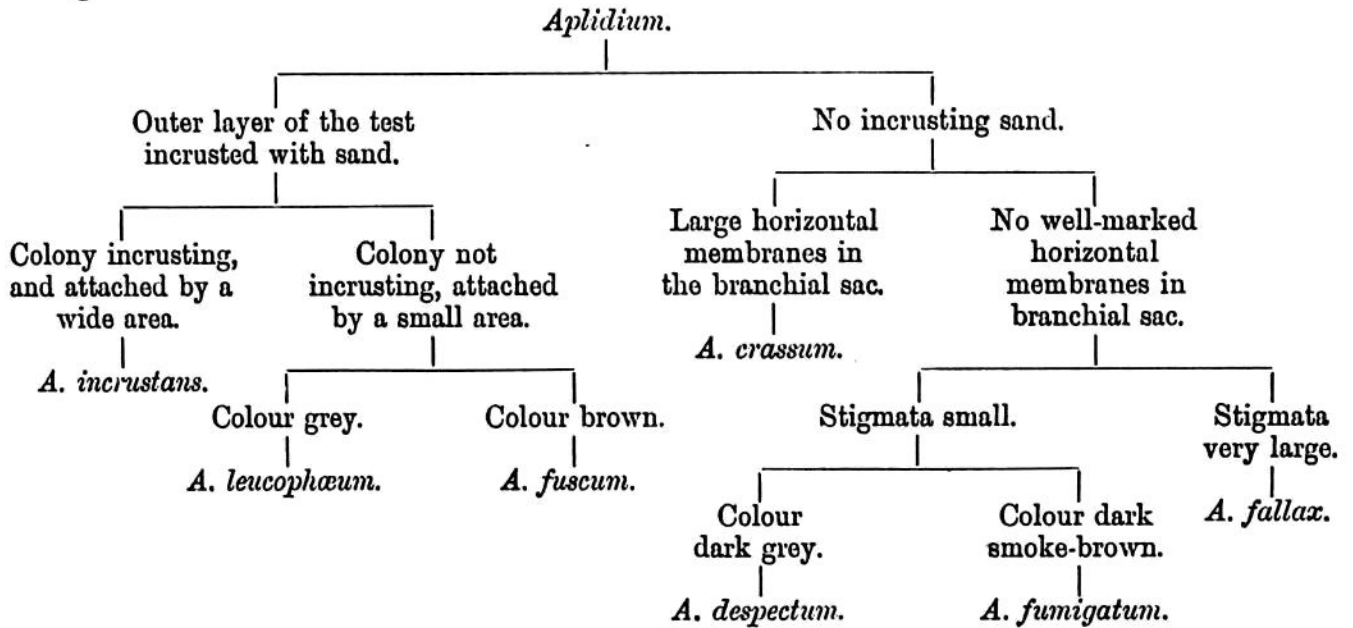 Aplidium.
Outer layer of the test
incrusted with sand.
No incrusting sand.
Colony incrusting,
and attached by a
wide area.
A. incrustans.
Colony not
incrusting, attached
by a small area.
Colour grey.
A. leucophœum.
Colour brown.
A. fuscum.
Large horizontal
membranes in
the branchial sac.
A. crassum.
No well-marked
horizontal
membranes in
branchial sac.
Stigmata small.
Colour
dark grey.
A. despectum.
Colour dark
smoke-brown.
A. fumigatum.
Stigmata
very large.
A. fallax.